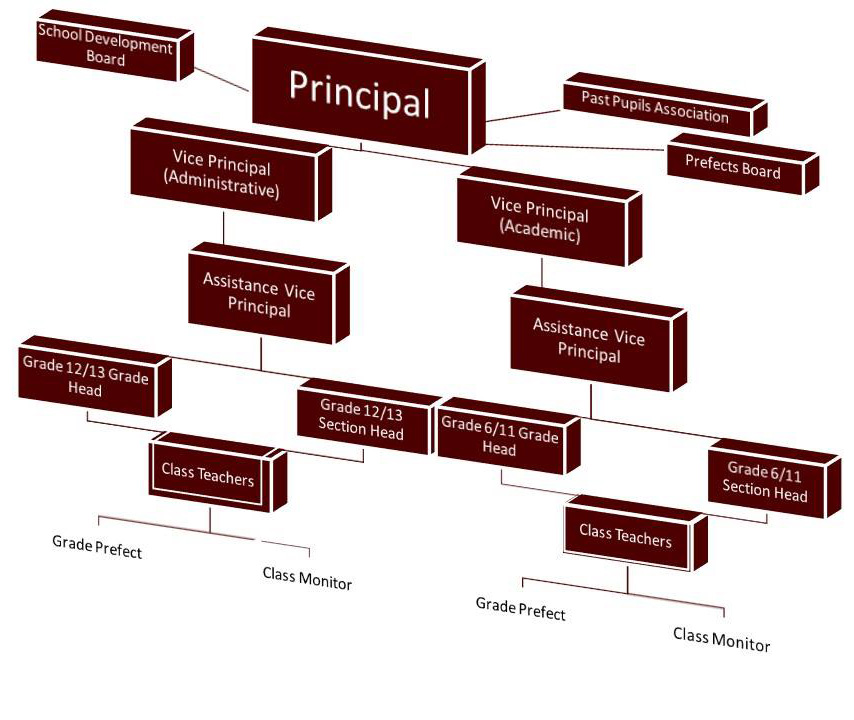 School Development
Board
Principal
Past Pupils Association
Prefects Board
Vice Principal
(Administrative)
Vice Principal
(Academic)
Assistance Vice
Principal
Assistance Vice
Principal
Grade 12/13 Grade
Head
Grade 12/13
Section Head
Grade 6/11 Grade
Head
Grade 6/11
Section Head
Class Teachers
Class Teachers
Grade Prefect
Class Monitor
Grade Prefect
Class Monitor